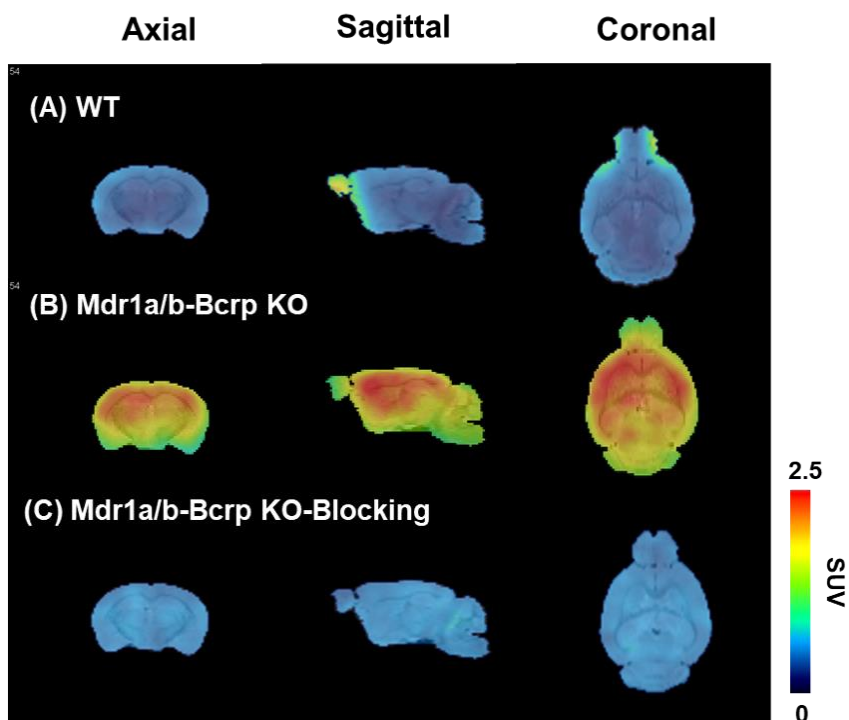 Axial Sagittal Coronal
54
(A) WT
54
(B) Mdr1a/b-Bcrp KO
2.5
(C) Mdr1a/b-Bcrp KO-Blocking
SUV
0